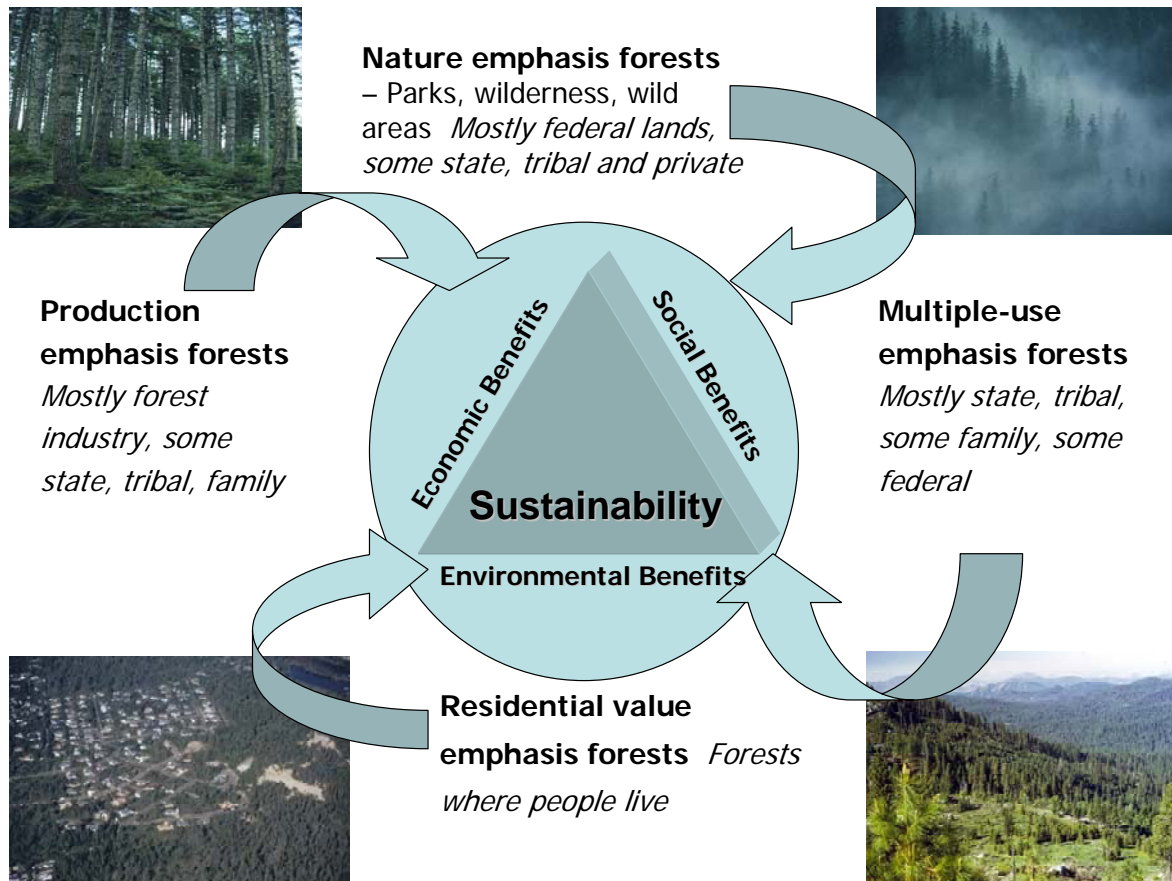 Nature emphasis forests
– Parks, wilderness, wild
areas Mostly federal lands,
some state, tribal and private
Production
emphasis forests
Mostly forest
industry, some
state, tribal, family
Economic Benefits
Social Benefits
Sustainability
Environmental Benefits
Multiple-use
emphasis forests
Mostly state, tribal,
some family, some
federal
Residential value
emphasis forests Forests
where people live